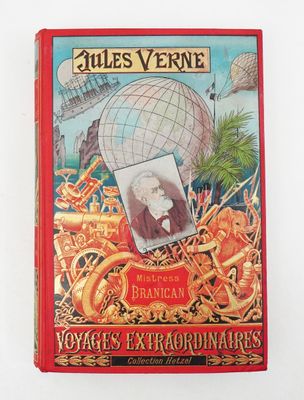 JULES VERNE
Mistress
BRANICAN
VOYAGES EXTRAORDINAIRES
Collection Hetzel